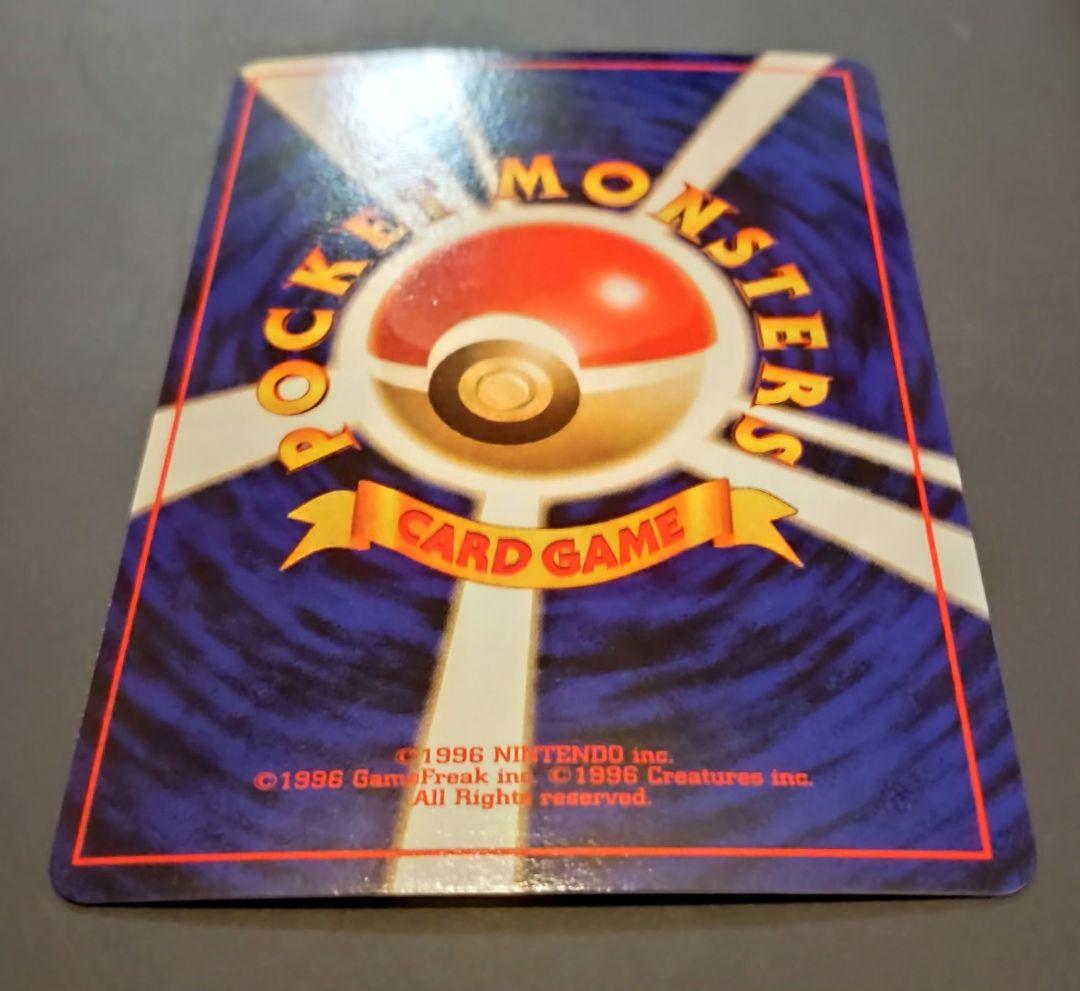 POCKET MONSTERS
CARD GAME
©1996 NINTENDO inc.
©1996 GameFreak inc. ©1996 Creatures inc.
All Rights reserved.